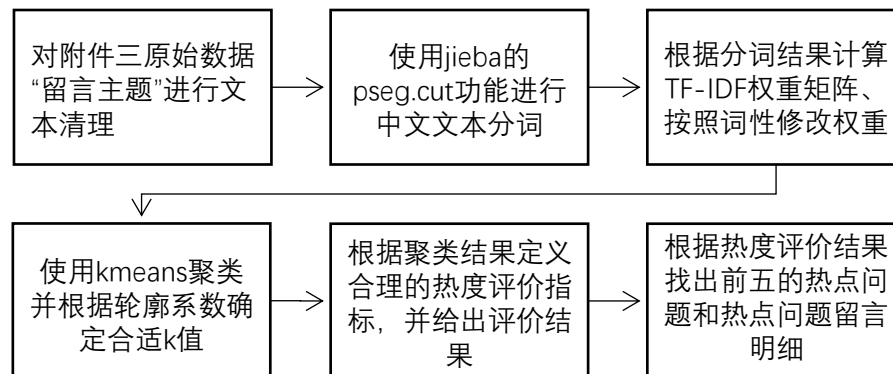 对附件三原始数据
“留言主题”进行文
本清理
使用jieba的
pseg.cut功能进行
中文文本分词
根据分词结果计算
TF-IDF权重矩阵、
按照词性修改权重
使用kmeans聚类
并根据轮廓系数确
定合适k值
根据聚类结果定义
合理的热度评价指
标，并给出评价结
果
根据热度评价结果
找出前五的热点问
题和热点问题留言
明细